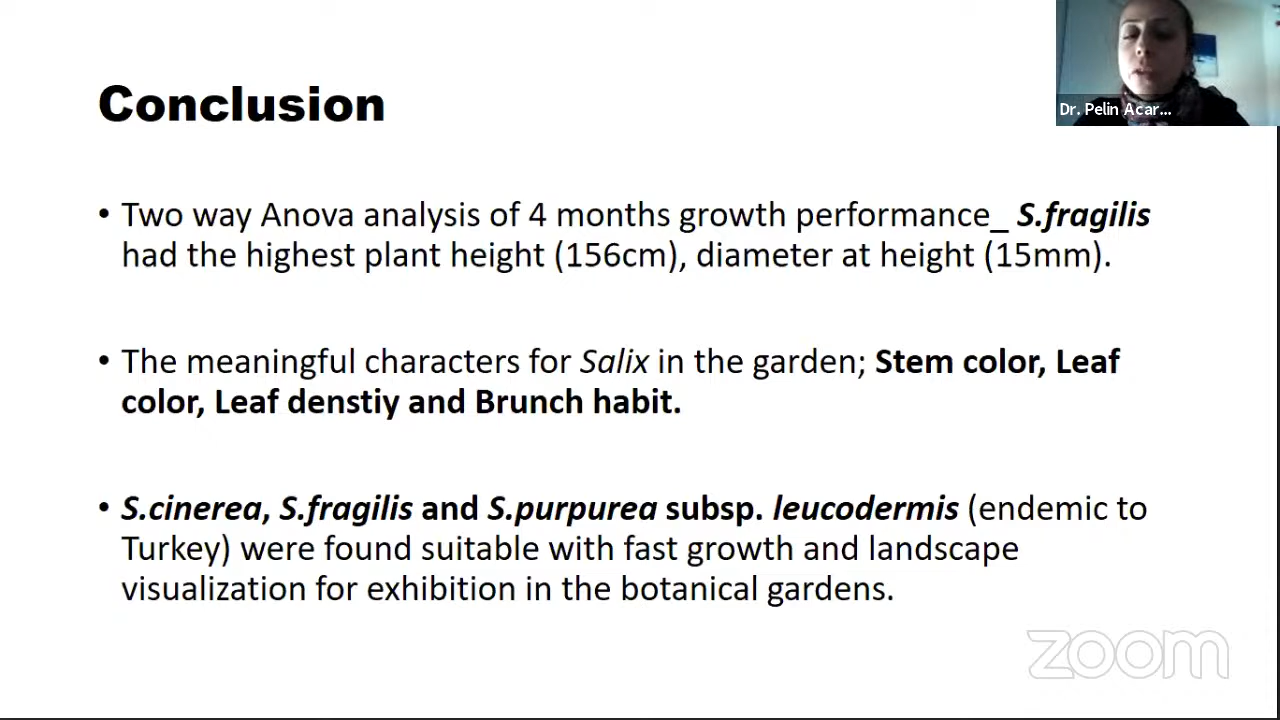 Conclusion
Dr. Pelin Acar...
• Two way Anova analysis of 4 months growth performance_ S.fragilis
had the highest plant height (156cm), diameter at height (15mm).
• The meaningful characters for Salix in the garden; Stem color, Leaf
color, Leaf denstiy and Brunch habit.
• S.cinerea, S.fragilis and S.purpurea subsp. leucodermis (endemic to
Turkey) were found suitable with fast growth and landscape
visualization for exhibition in the botanical gardens.
zoom